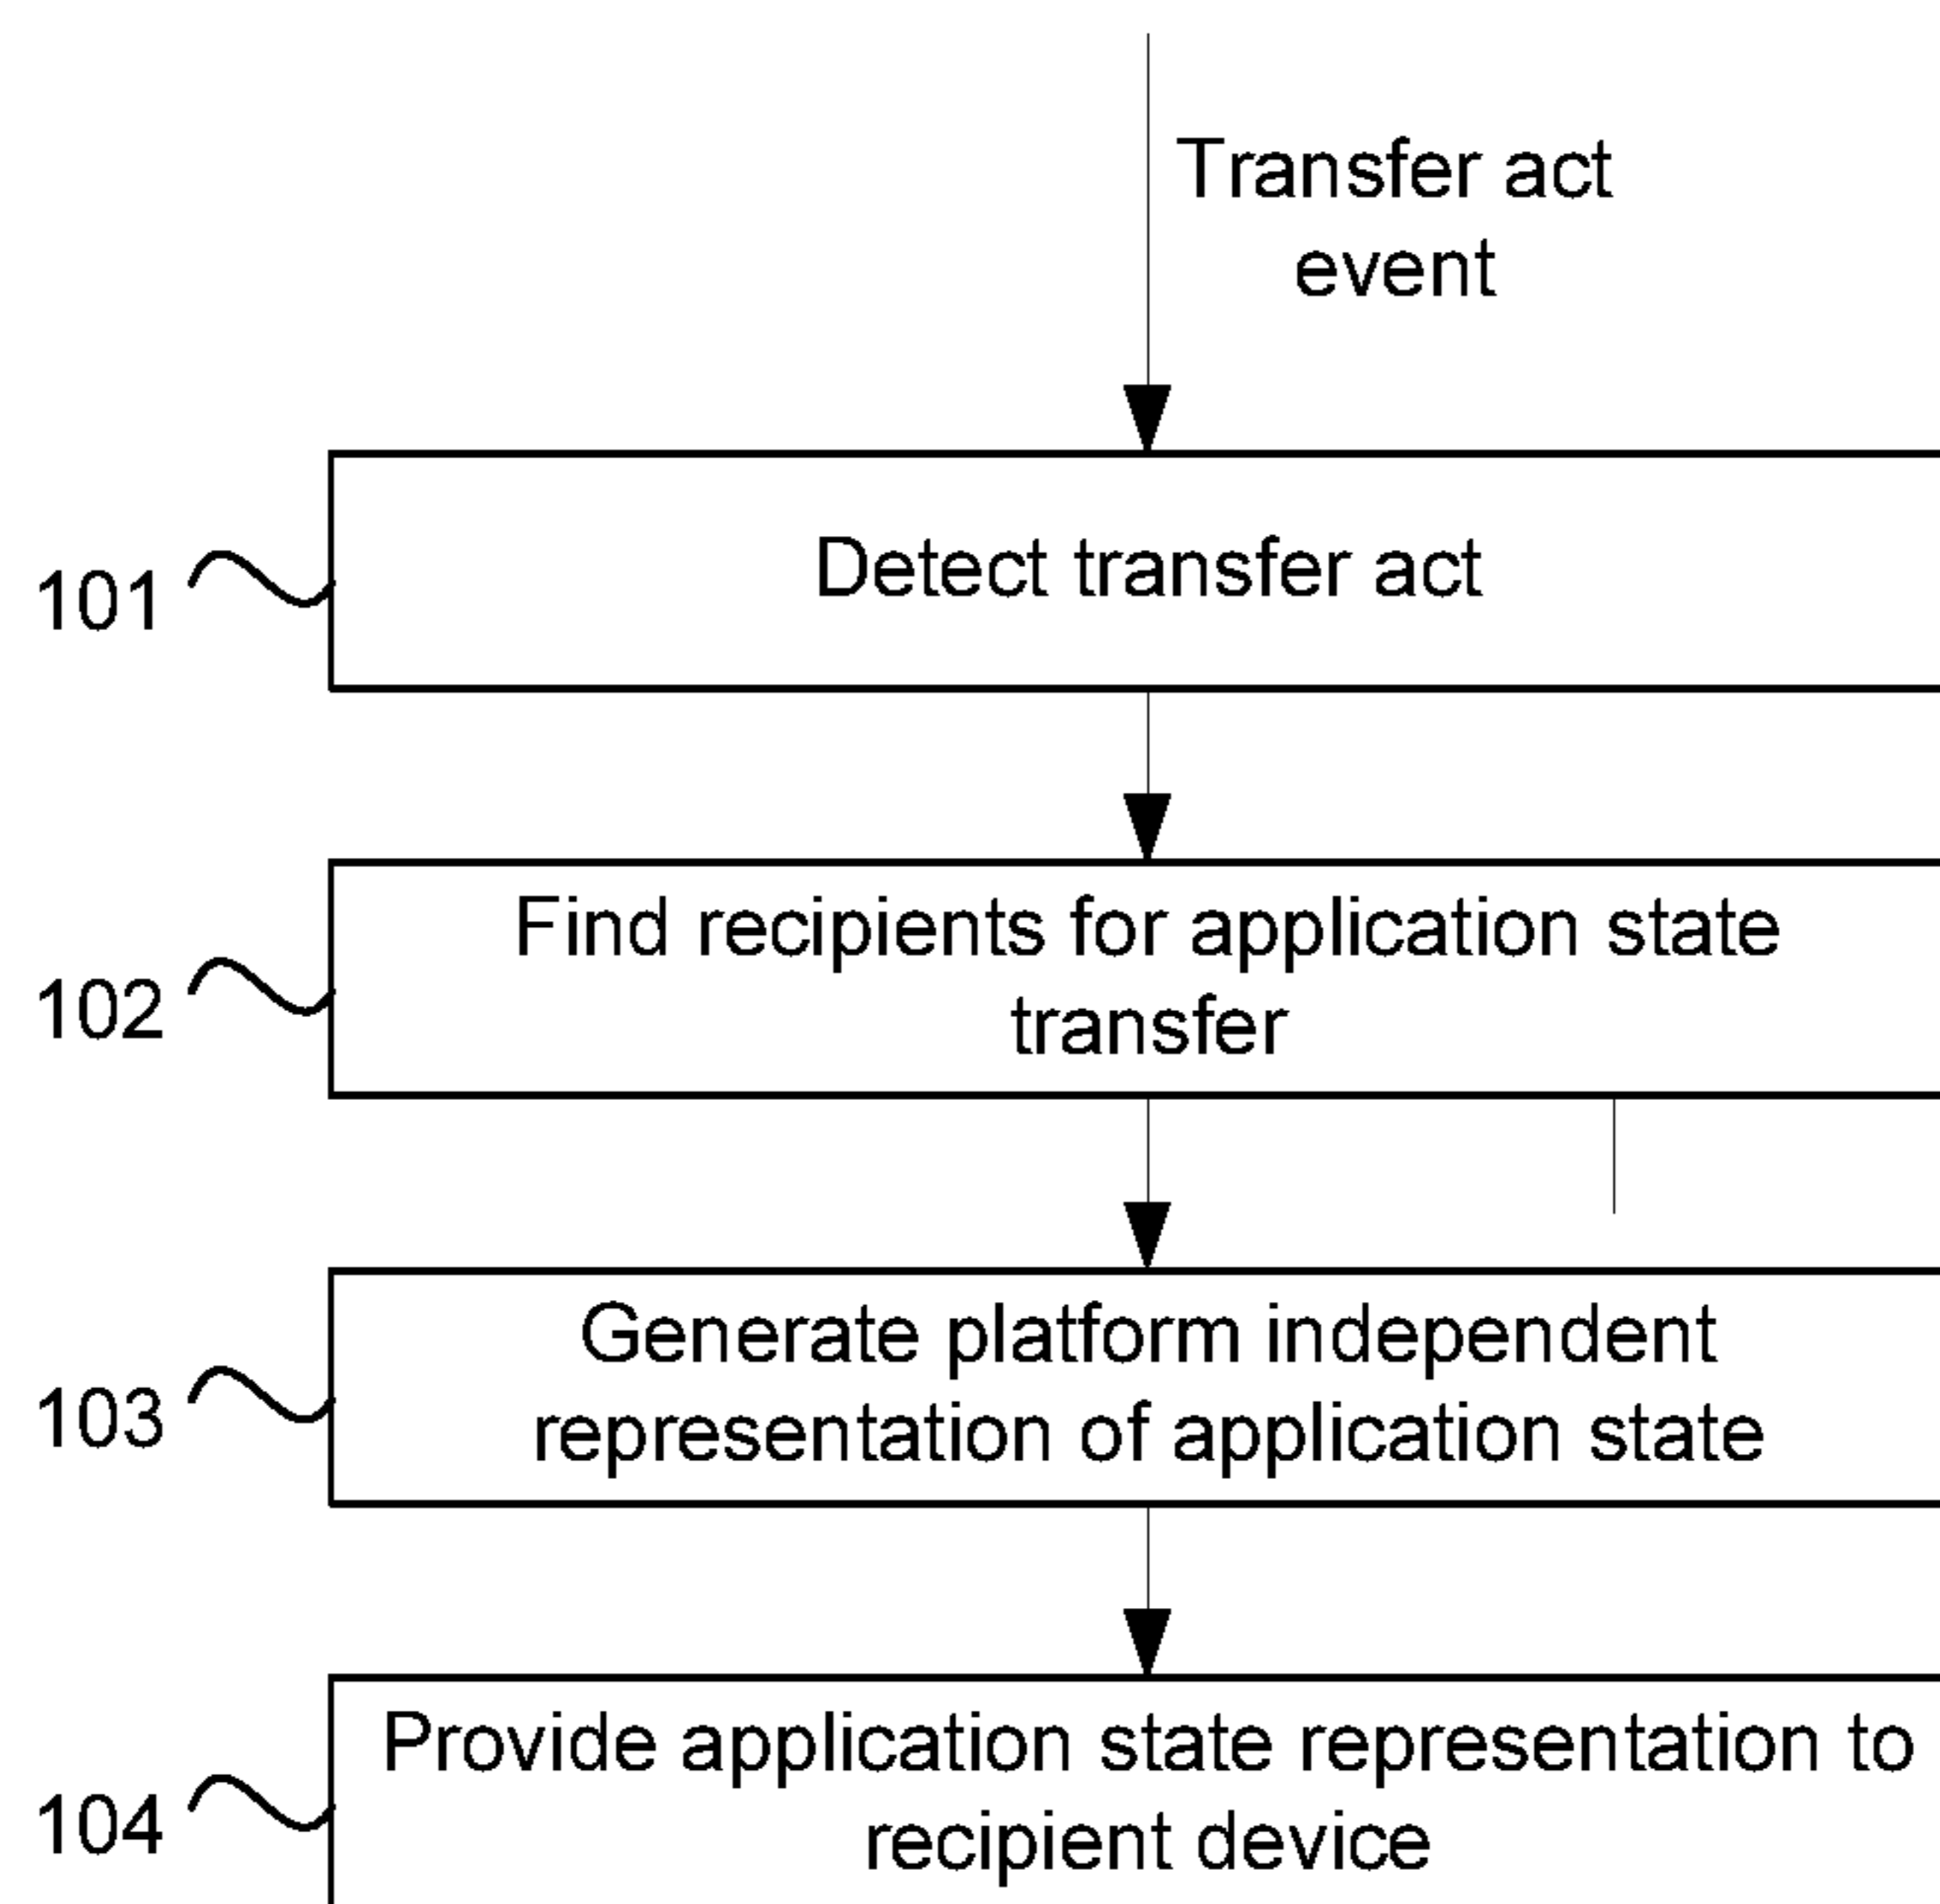 Transfer act
event
101
Detect transfer act
102
Find recipients for application state
transfer
103
Generate platform independent
representation of application state
104
Provide application state representation to
recipient device